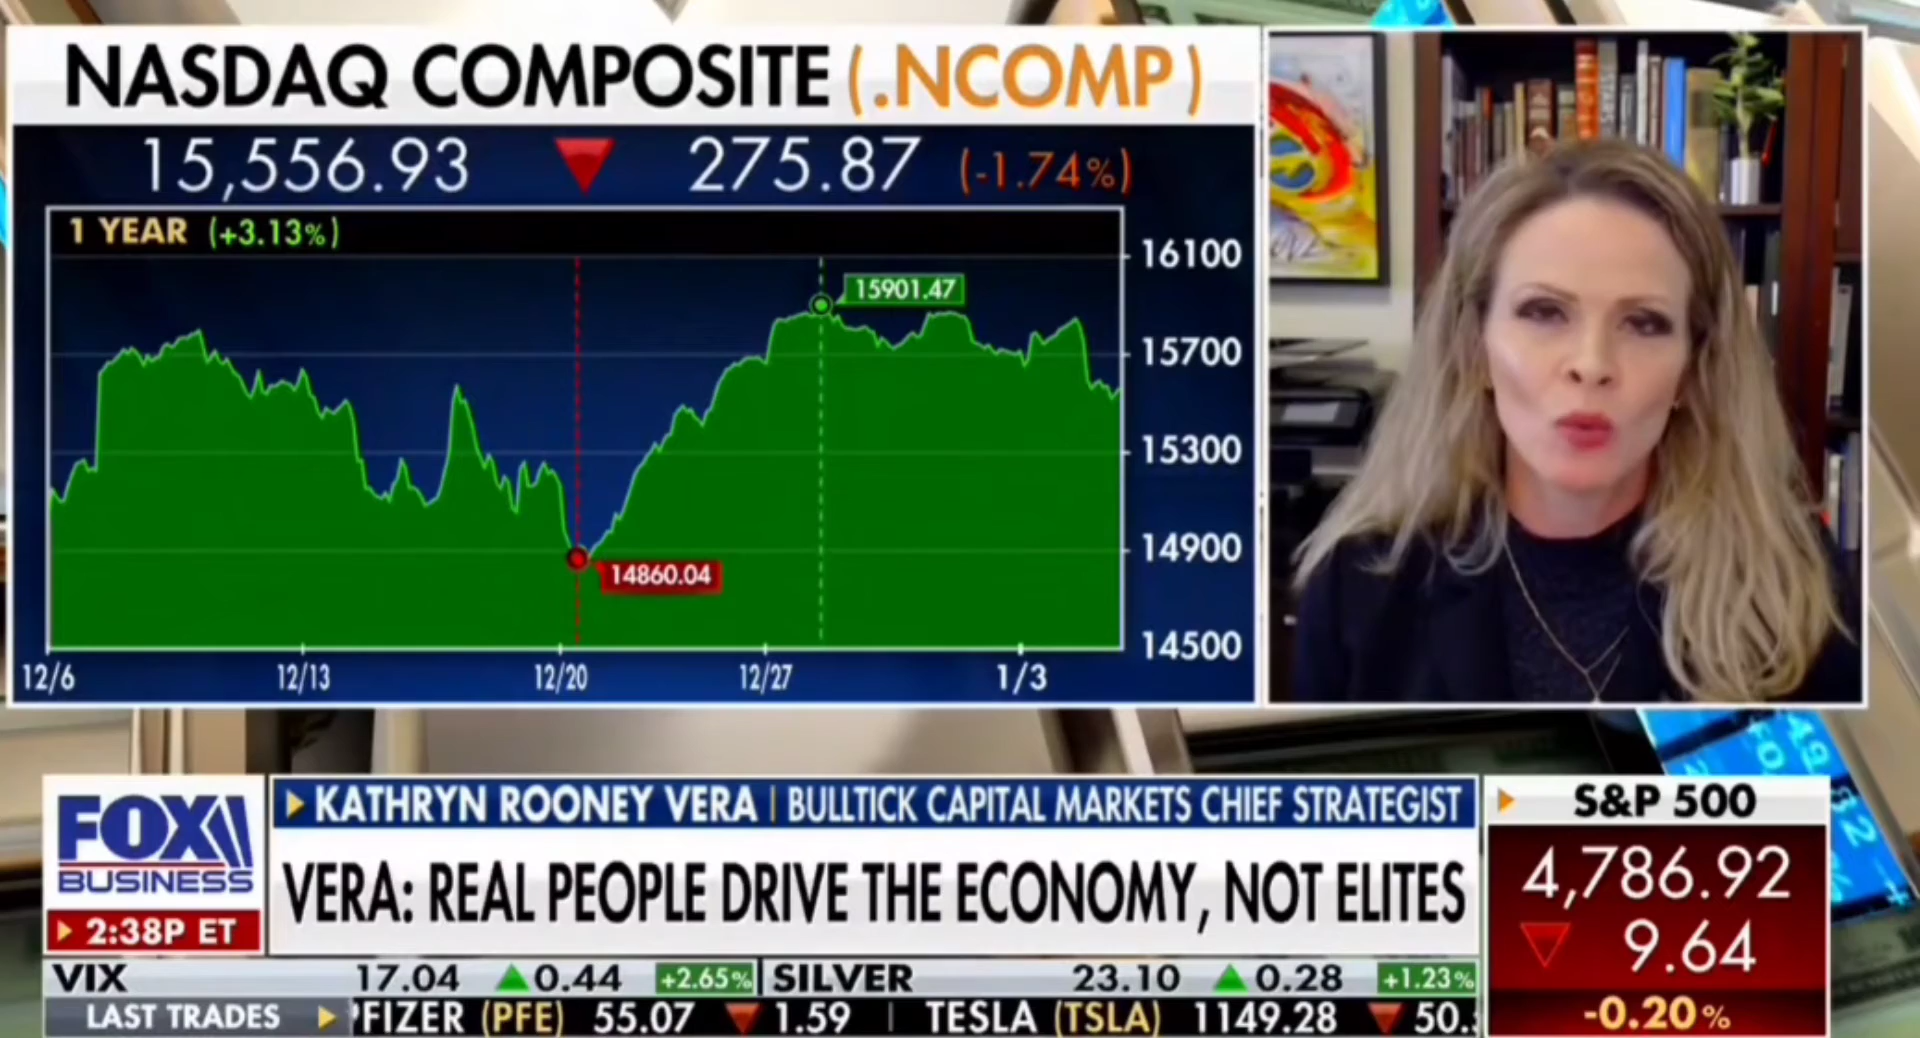 NASDAQ COMPOSITE (.NCOMP)
15,556.93 ▼ 275.87 (-1.74%)
1 YEAR (+3.13%)
16100
15901.47
15700
15300
14900
14860.04
14500
12/6 12/13 12/20 12/27 1/3
FOX BUSINESS
2:38P ET
KATHRYN ROONEY VERA | BULLTICK CAPITAL MARKETS CHIEF STRATEGIST
VERA: REAL PEOPLE DRIVE THE ECONOMY, NOT ELITES
S&P 500
4,786.92
▼ 9.64
-0.20%
VIX 17.04 ▲ 0.44 +2.65% SILVER 23.10 ▲ 0.28 +1.23%
LAST TRADES PFIZER (PFE) 55.07 ▼ 1.59 | TESLA (TSLA) 1149.28 ▼ 50.